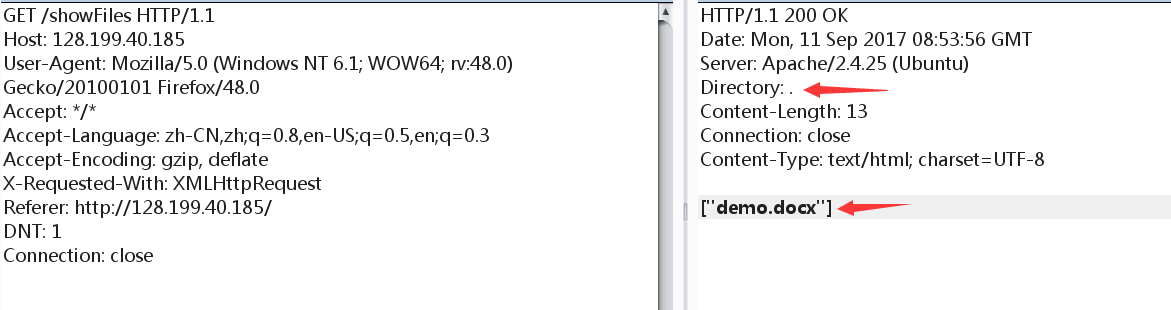 GET /showFiles HTTP/1.1
Host: 128.199.40.185
User-Agent: Mozilla/5.0 (Windows NT 6.1; WOW64; rv:48.0)
Gecko/20100101 Firefox/48.0
Accept: */*
Accept-Language: zh-CN,zh;q=0.8,en-US;q=0.5,en;q=0.3
Accept-Encoding: gzip, deflate
X-Requested-With: XMLHttpRequest
Referer: http://128.199.40.185/
DNT: 1
Connection: close
HTTP/1.1 200 OK
Date: Mon, 11 Sep 2017 08:53:56 GMT
Server: Apache/2.4.25 (Ubuntu)
Directory: .
Content-Length: 13
Connection: close
Content-Type: text/html; charset=UTF-8
["demo.docx"]